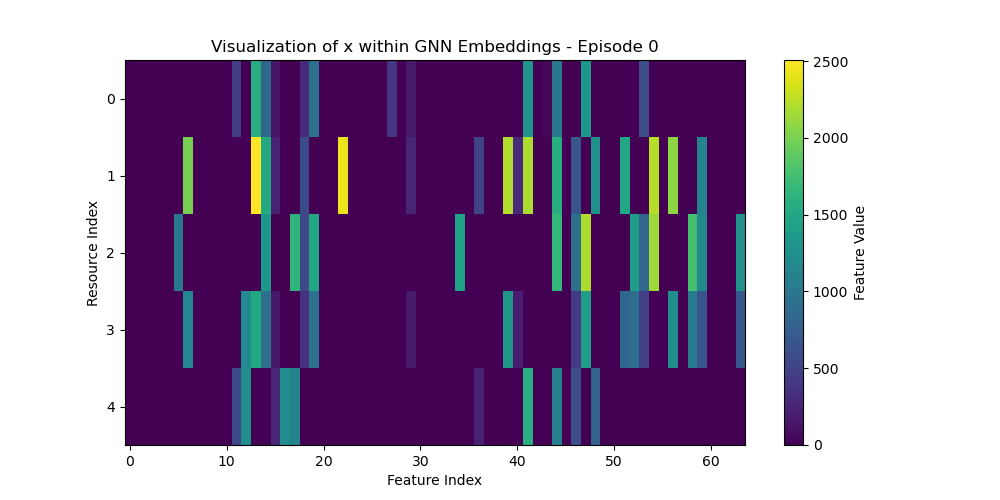 Visualization of x within GNN Embeddings - Episode 0
Resource Index
0
1
2
3
4
0 10 20 30 40 50 60
Feature Index
2500
2000
1500
1000
500
0
Feature Value